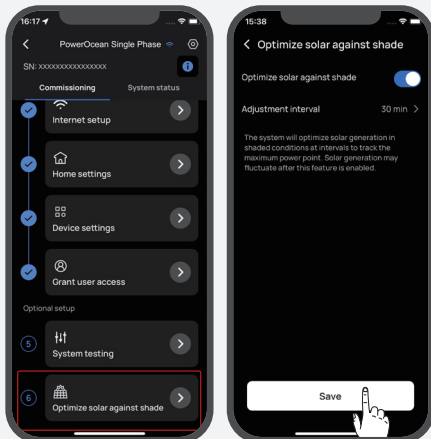 16:17
PowerOcean Single Phase
SN: xxxxxxxxxxxxxxxx
Commissioning System status
Internet setup
Home settings
Device settings
Grant user access
Optional setup
5
System testing
6
Optimize solar against shade
15:38
Optimize solar against shade
Optimize solar against shade
Adjustment interval 30 min
The system will optimize solar generation in
shaded conditions at intervals to track the
maximum power point. Solar generation may
fluctuate after this feature is enabled.
Save